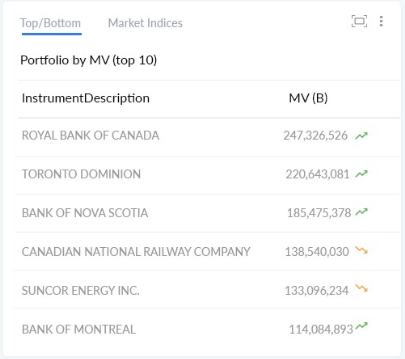 Top/Bottom Market Indices
Portfolio by MV (top 10)
InstrumentDescription MV (B)
ROYAL BANK OF CANADA 247,326,526
TORONTO DOMINION 220,643,081
BANK OF NOVA SCOTIA 185,475,378
CANADIAN NATIONAL RAILWAY COMPANY 138,540,030
SUNCOR ENERGY INC. 133,096,234
BANK OF MONTREAL 114,084,893